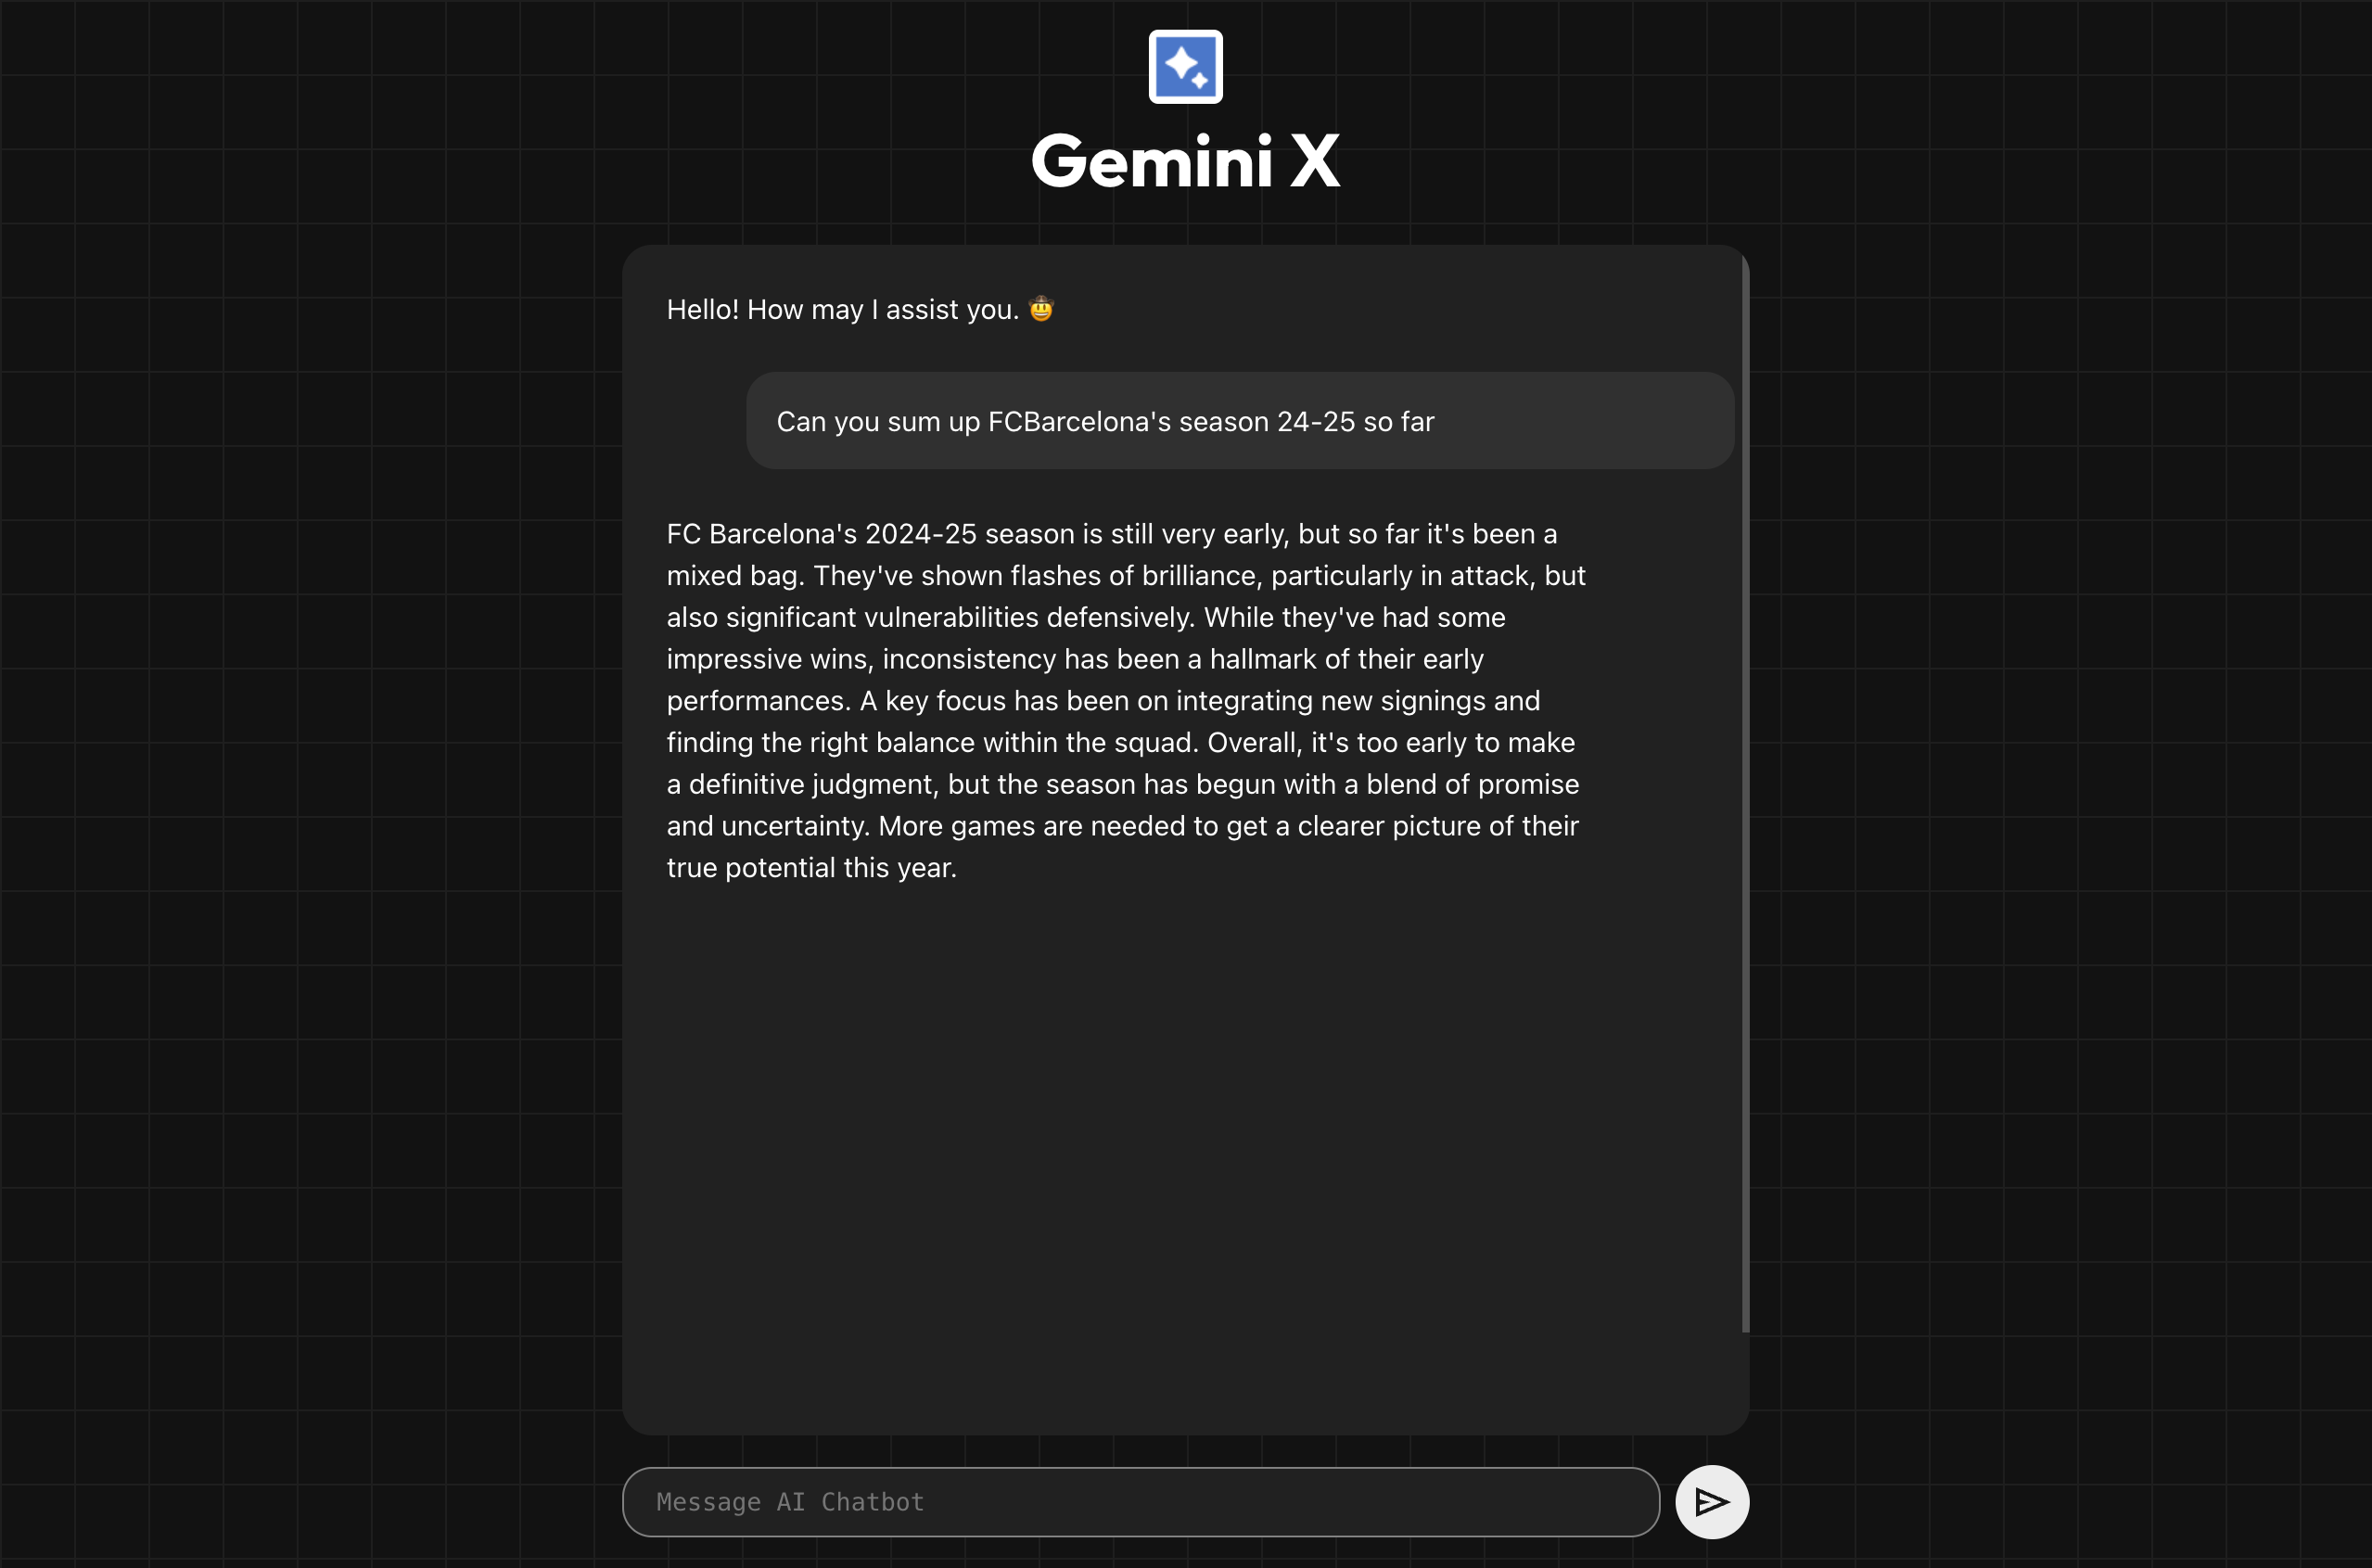 Gemini X
Hello! How may I assist you. 🤠
Can you sum up FCBarcelona's season 24-25 so far
FC Barcelona's 2024-25 season is still very early, but so far it's been a
mixed bag. They've shown flashes of brilliance, particularly in attack, but
also significant vulnerabilities defensively. While they've had some
impressive wins, inconsistency has been a hallmark of their early
performances. A key focus has been on integrating new signings and
finding the right balance within the squad. Overall, it's too early to make
a definitive judgment, but the season has begun with a blend of promise
and uncertainty. More games are needed to get a clearer picture of their
true potential this year.
Message AI Chatbot